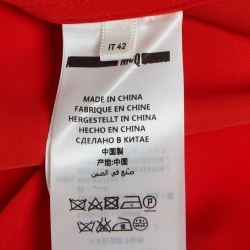 IT 42
MADE IN CHINA
FABRIQUE EN CHINE
HERGESTELLT IN CHINA
HECHO EN CHINA
СДЕЛАНО В КИТАЕ
中国製
产地:中国
صنع في الصين